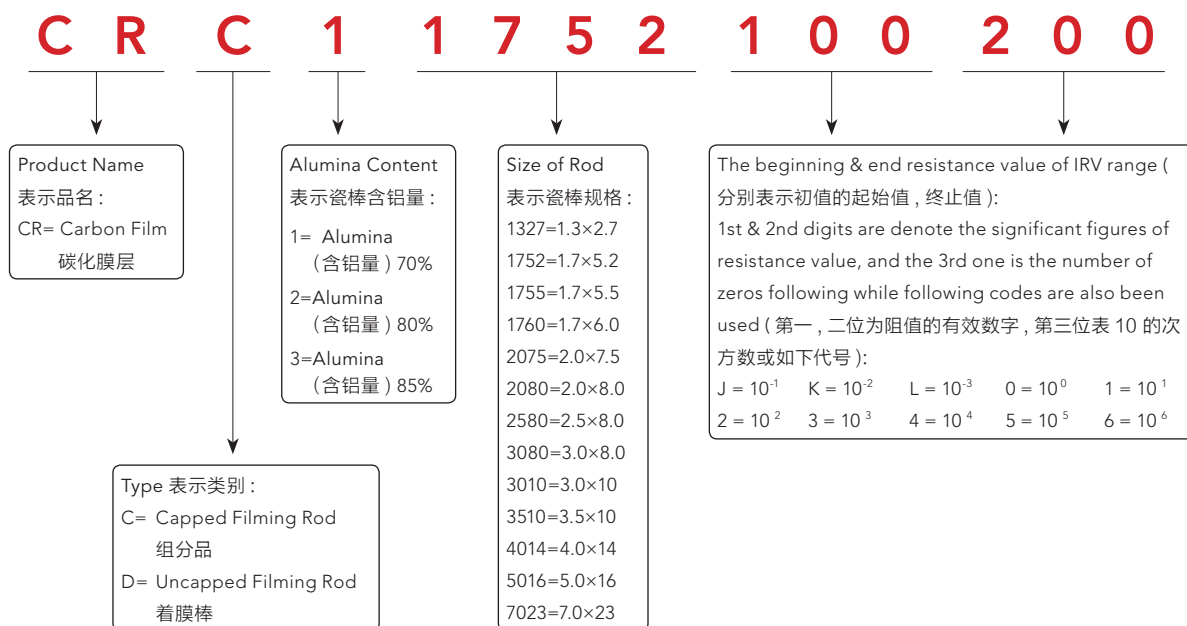 C R C 1 1 7 5 2 1 0 0 2 0 0
Product Name
表示品名 :
CR= Carbon Film
碳化膜层
Alumina Content
表示瓷棒含铝量 :
1= Alumina
(含铝量) 70%
2=Alumina
(含铝量) 80%
3=Alumina
(含铝量) 85%
Size of Rod
表示瓷棒规格 :
1327=1.3×2.7
1752=1.7×5.2
1755=1.7×5.5
1760=1.7×6.0
2075=2.0×7.5
2080=2.0×8.0
2580=2.5×8.0
3080=3.0×8.0
3010=3.0×10
3510=3.5×10
4014=4.0×14
5016=5.0×16
7023=7.0×23
The beginning & end resistance value of IRV range (
分别表示初值的起始值 , 终止值 ):
1st & 2nd digits are denote the significant figures of
resistance value, and the 3rd one is the number of
zeros following while following codes are also been
used ( 第一 , 二位为阻值的有效数字 , 第三位表 10 的次
方数或如下代号 ):
J = 10⁻¹ K = 10⁻² L = 10⁻³ 0 = 10⁰ 1 = 10¹
2 = 10² 3 = 10³ 4 = 10⁴ 5 = 10⁵ 6 = 10⁶
Type 表示类别 :
C= Capped Filming Rod
组分品
D= Uncapped Filming Rod
着膜棒